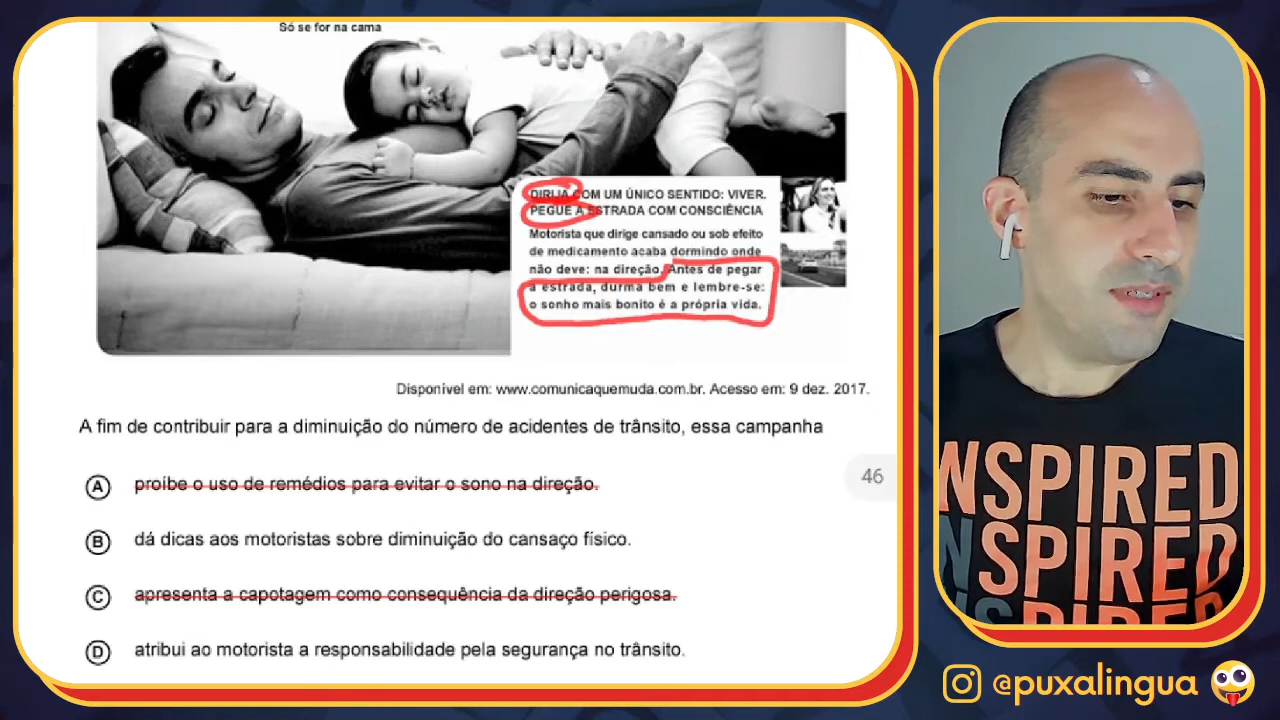 Só se for na cama
DIRIJA COM UM ÚNICO SENTIDO: VIVER.
PEGUE A ESTRADA COM CONSCIÊNCIA
Motorista que dirige cansado ou sob efeito
de medicamento acaba dormindo onde
não deve: na direção. Antes de pegar
a estrada, durma bem e lembre-se:
o sonho mais bonito é a própria vida.
Disponível em: www.comunicaquemuda.com.br. Acesso em: 9 dez. 2017.
A fim de contribuir para a diminuição do número de acidentes de trânsito, essa campanha
A proíbe o uso de remédios para evitar o sono na direção.
46
B dá dicas aos motoristas sobre diminuição do cansaço físico.
C apresenta a capotagem como consequência da direção perigosa.
D atribui ao motorista a responsabilidade pela segurança no trânsito.
NSPIRED
NSPIRED
@puxalingua